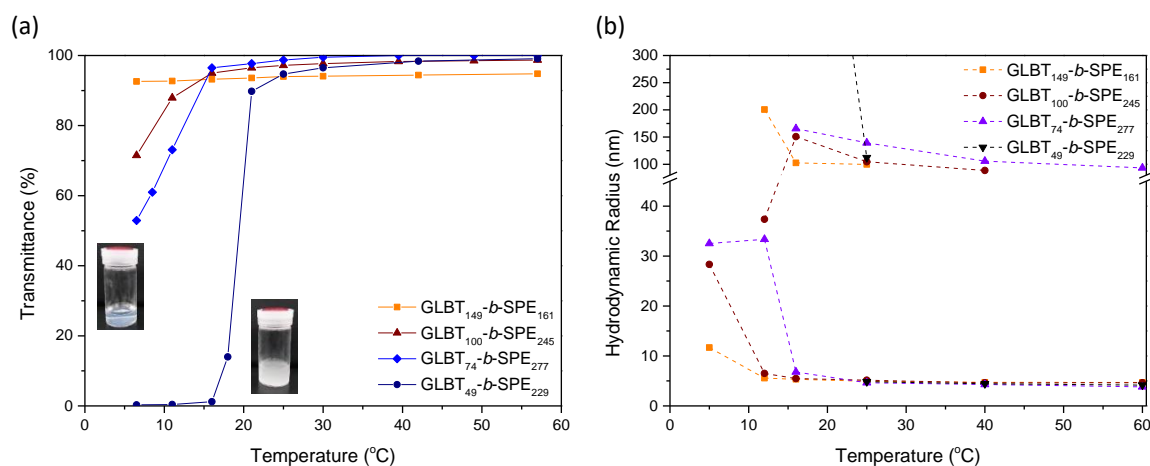 (a)
100
80
60
40
20
0
Transmittance (%)
0 10 20 30 40 50 60
Temperature (°C)
GLBT149-b-SPE161
GLBT100-b-SPE245
GLBT74-b-SPE277
GLBT49-b-SPE229
(b)
300
250
200
150
100
40
30
20
10
0
Hydrodynamic Radius (nm)
0 10 20 30 40 50 60
Temperature (°C)
GLBT149-b-SPE161
GLBT100-b-SPE245
GLBT74-b-SPE277
GLBT49-b-SPE229